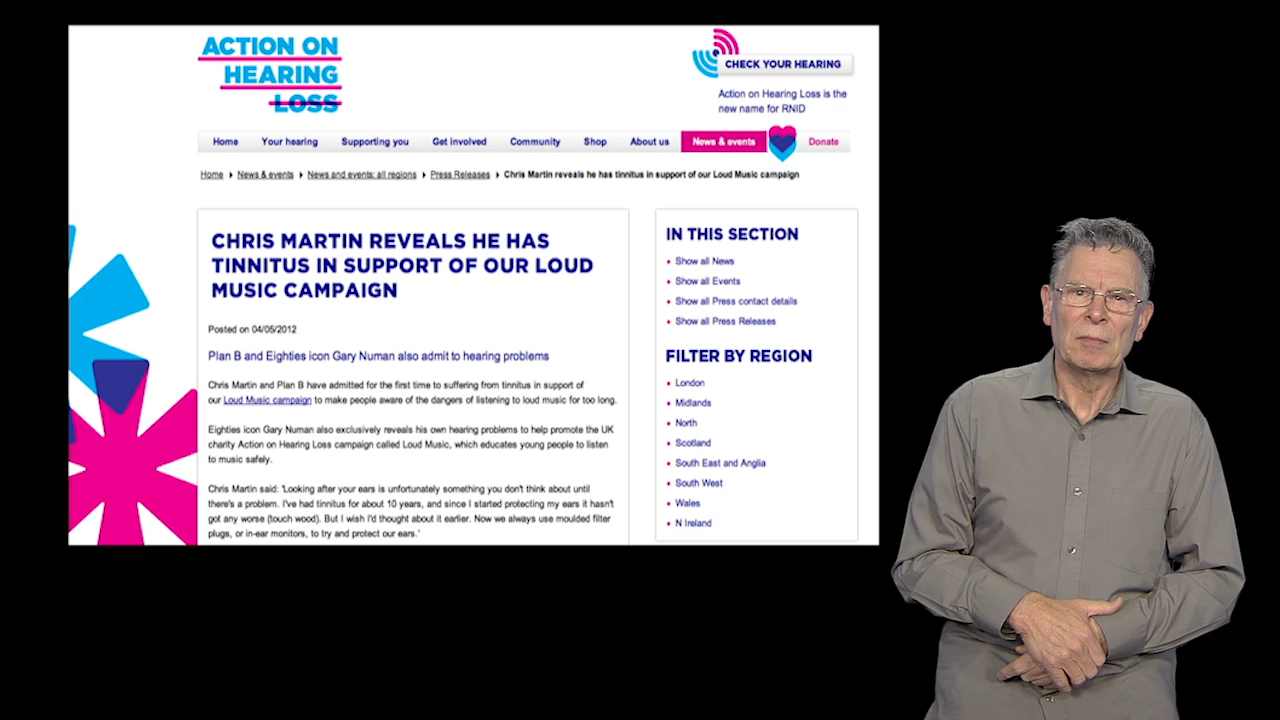 ACTION ON
HEARING
LOSS
CHECK YOUR HEARING
Action on Hearing Loss is the
new name for RNID
Home Your hearing Supporting you Get involved Community Shop About us News & events Donate
Home News & events News and events: all regions Press Releases Chris Martin reveals he has tinnitus in support of our Loud Music campaign
CHRIS MARTIN REVEALS HE HAS
TINNITUS IN SUPPORT OF OUR LOUD
MUSIC CAMPAIGN
Posted on 04/05/2012
Plan B and Eighties icon Gary Numan also admit to hearing problems
Chris Martin and Plan B have admitted for the first time to suffering from tinnitus in support of
our Loud Music campaign to make people aware of the dangers of listening to loud music for too long.
Eighties icon Gary Numan also exclusively reveals his own hearing problems to help promote the UK
charity Action on Hearing Loss campaign called Loud Music, which educates young people to listen
to music safely.
Chris Martin said: 'Looking after your ears is unfortunately something you don't think about until
there's a problem. I've had tinnitus for about 10 years, and since I started protecting my ears it hasn't
got any worse (touch wood). But I wish I'd thought about it earlier. Now we always use moulded filter
plugs, or in-ear monitors, to try and protect our ears.'
IN THIS SECTION
Show all News
Show all Events
Show all Press contact details
Show all Press Releases
FILTER BY REGION
London
Midlands
North
Scotland
South East and Anglia
South West
Wales
N Ireland